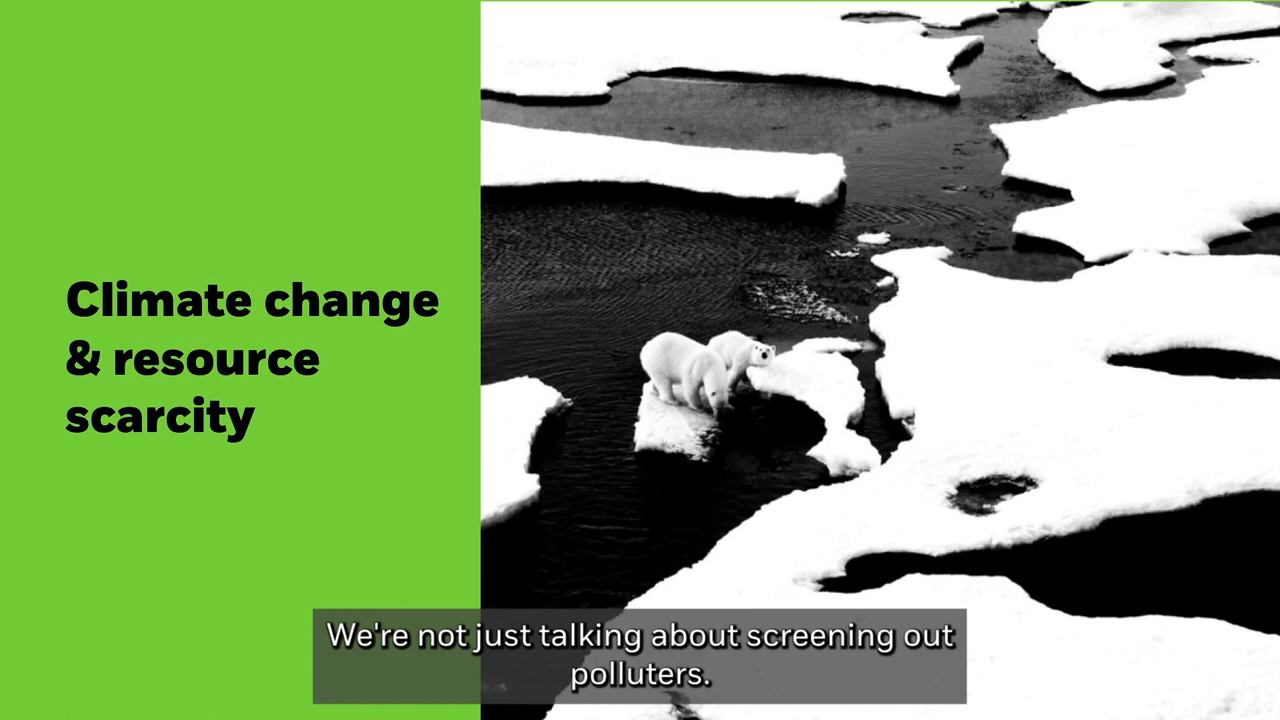 Climate change
& resource
scarcity
We're not just talking about screening out
polluters.